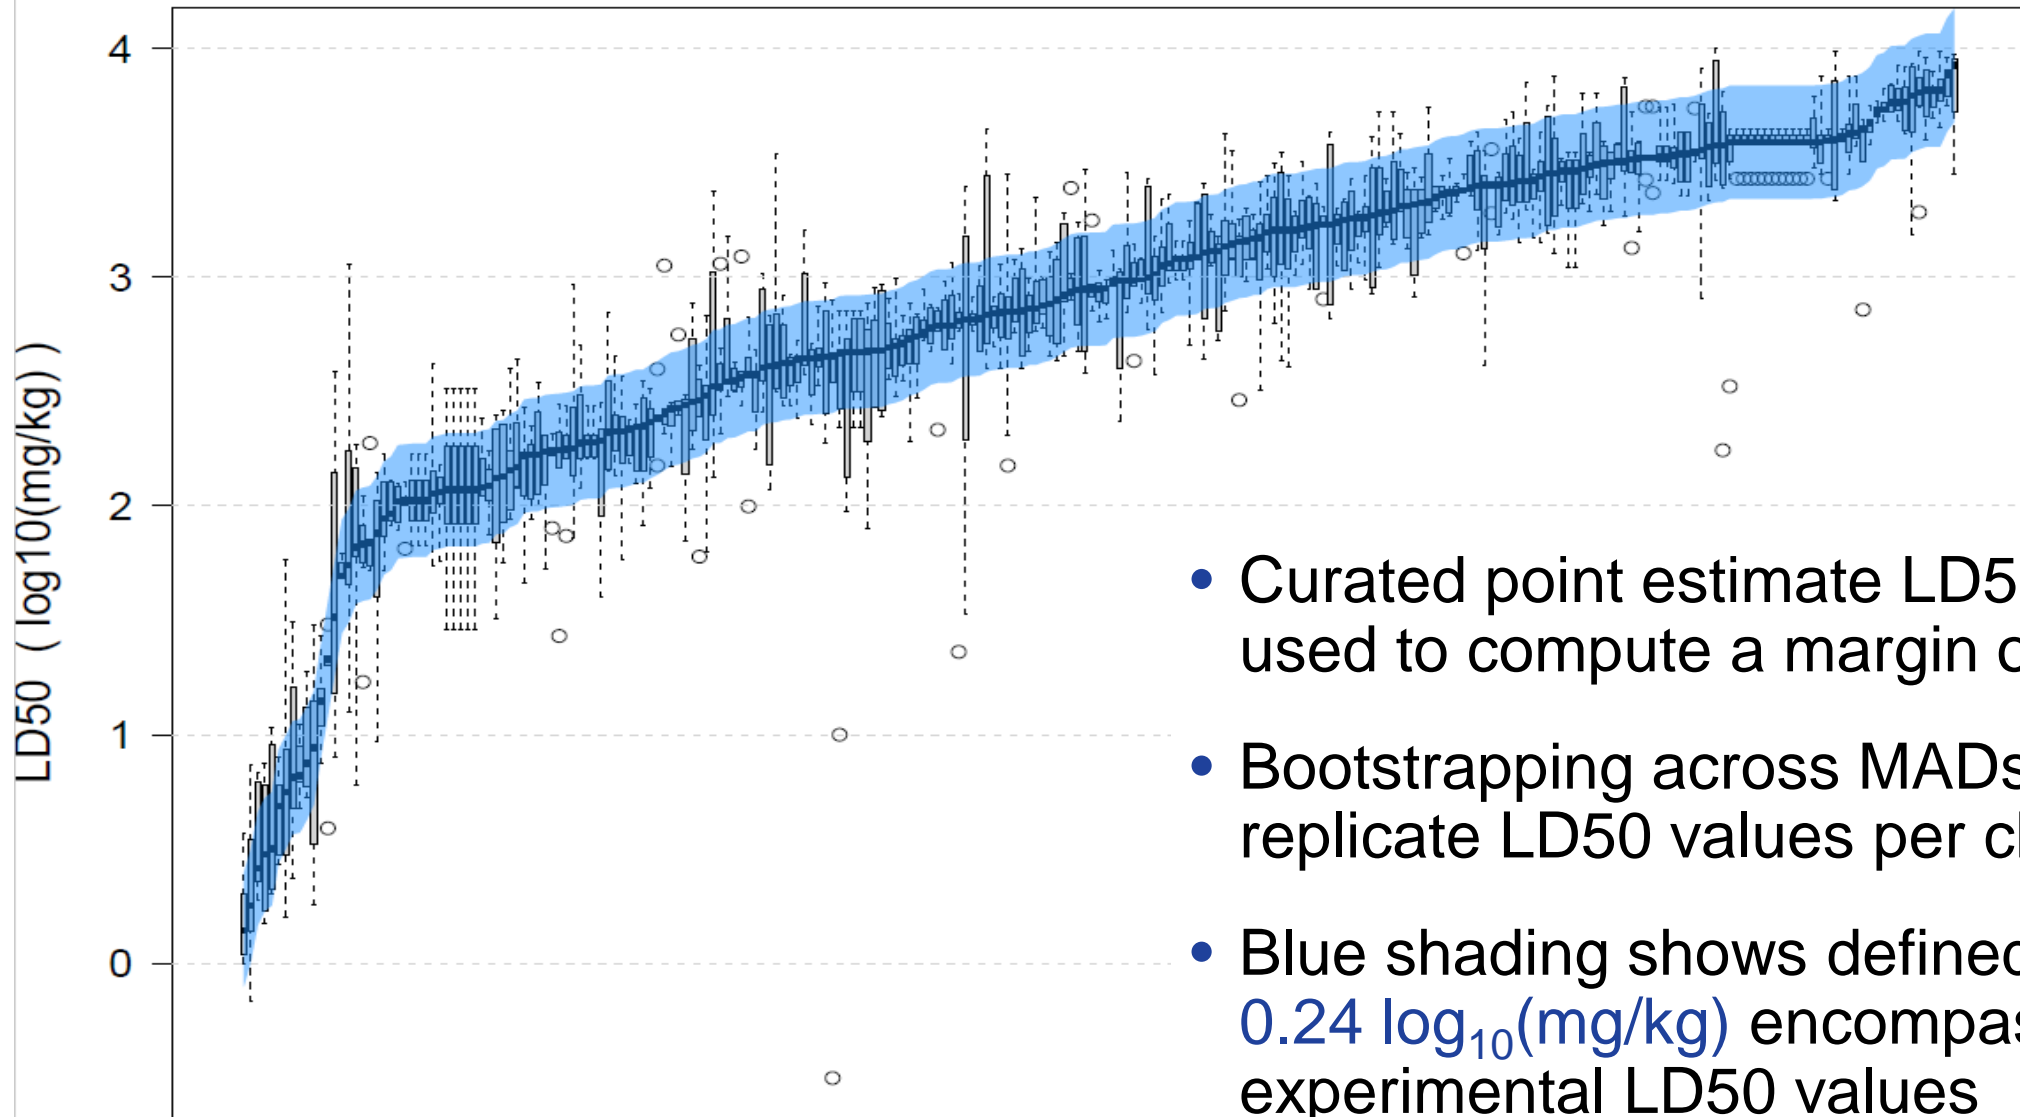 4
3
2
1
0
LD50 ( log10(mg/kg) )
• Curated point estimate LD5
used to compute a margin
• Bootstrapping across MADs
replicate LD50 values per
• Blue shading shows defined
0.24 log₁₀(mg/kg)
experimental LD50 values